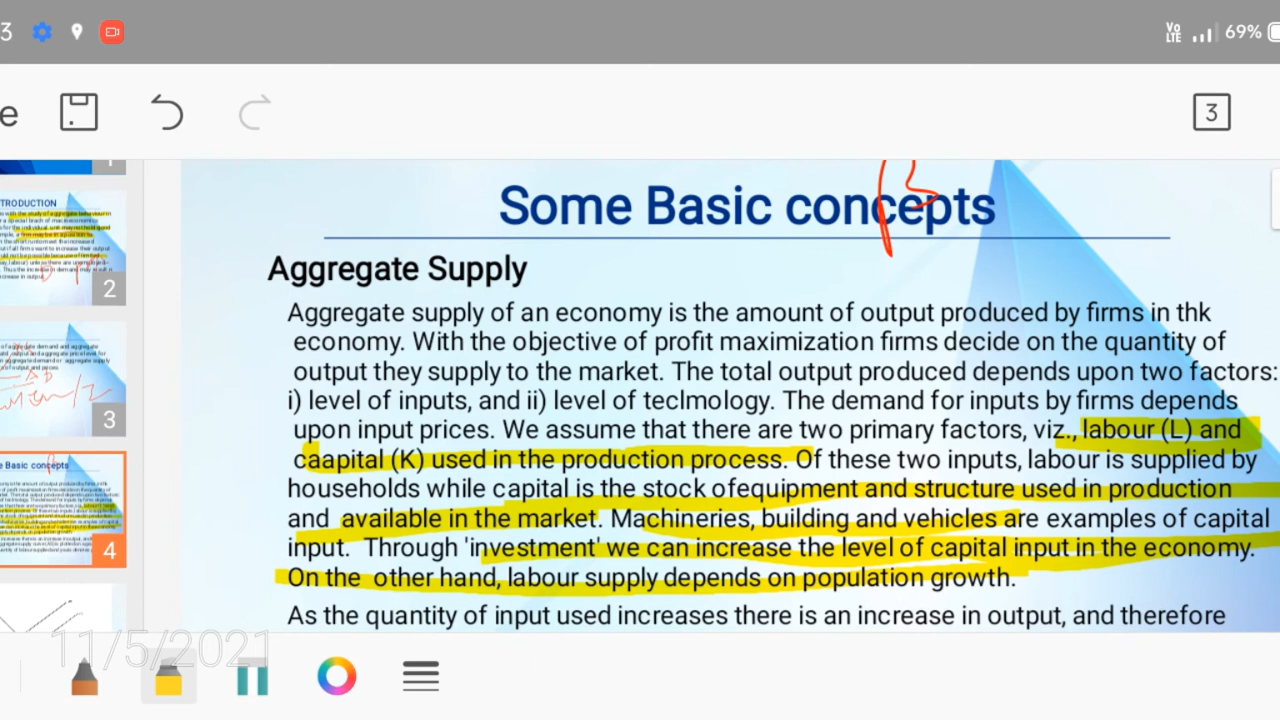 3
Vo LTE 69%
e
3
1
TRODUCTION
2
3
e Basic concepts
4
Some Basic concepts
Aggregate Supply
Aggregate supply of an economy is the amount of output produced by firms in thk
economy. With the objective of profit maximization firms decide on the quantity of
output they supply to the market. The total output produced depends upon two factors:
i) level of inputs, and ii) level of teclmology. The demand for inputs by firms depends
upon input prices. We assume that there are two primary factors, viz., labour (L) and
caapital (K) used in the production process. Of these two inputs, labour is supplied by
households while capital is the stock ofequipment and structure used in production
and available in the market. Machineries, building and vehicles are examples of capital
input. Through 'investment' we can increase the level of capital input in the economy.
On the other hand, labour supply depends on population growth.
As the quantity of input used increases there is an increase in output, and therefore
11/5/2021